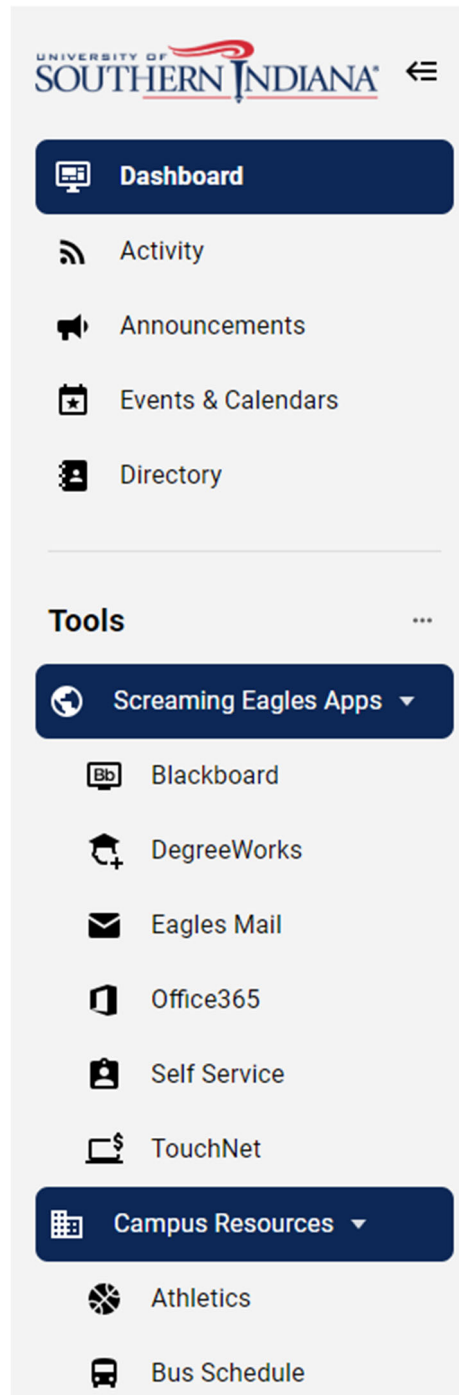 UNIVERSITY OF
SOUTHERN INDIANA®
Dashboard
Activity
Announcements
Events & Calendars
Directory
Tools
Screaming Eagles Apps
Bb Blackboard
DegreeWorks
Eagles Mail
Office365
Self Service
$ TouchNet
Campus Resources
Athletics
Bus Schedule